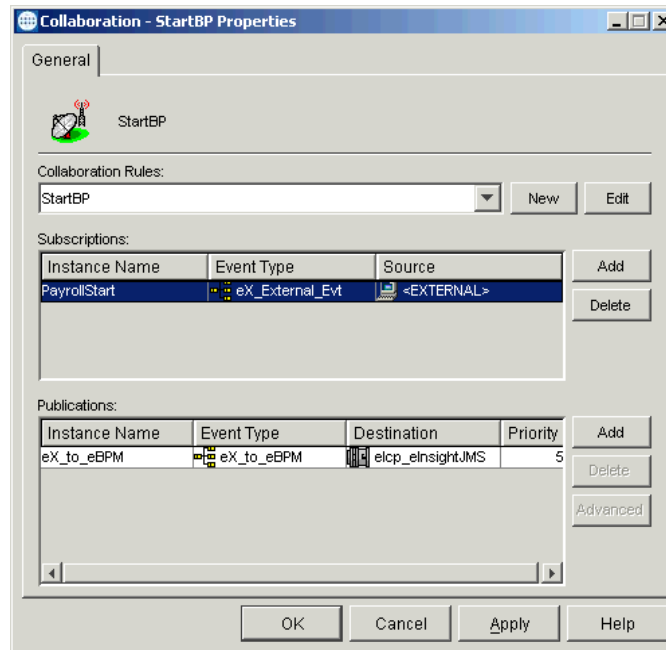 Collaboration - StartBP Properties
General
StartBP
Collaboration Rules:
StartBP
New
Edit
Subscriptions:
Instance Name Event Type Source
PayrollStart eX_External_Evt <EXTERNAL>
Add
Delete
Publications:
Instance Name Event Type Destination Priority
eX_to_eBPM eX_to_eBPM elcp_eInsightJMS 5
Add
Delete
Advanced
OK Cancel Apply Help